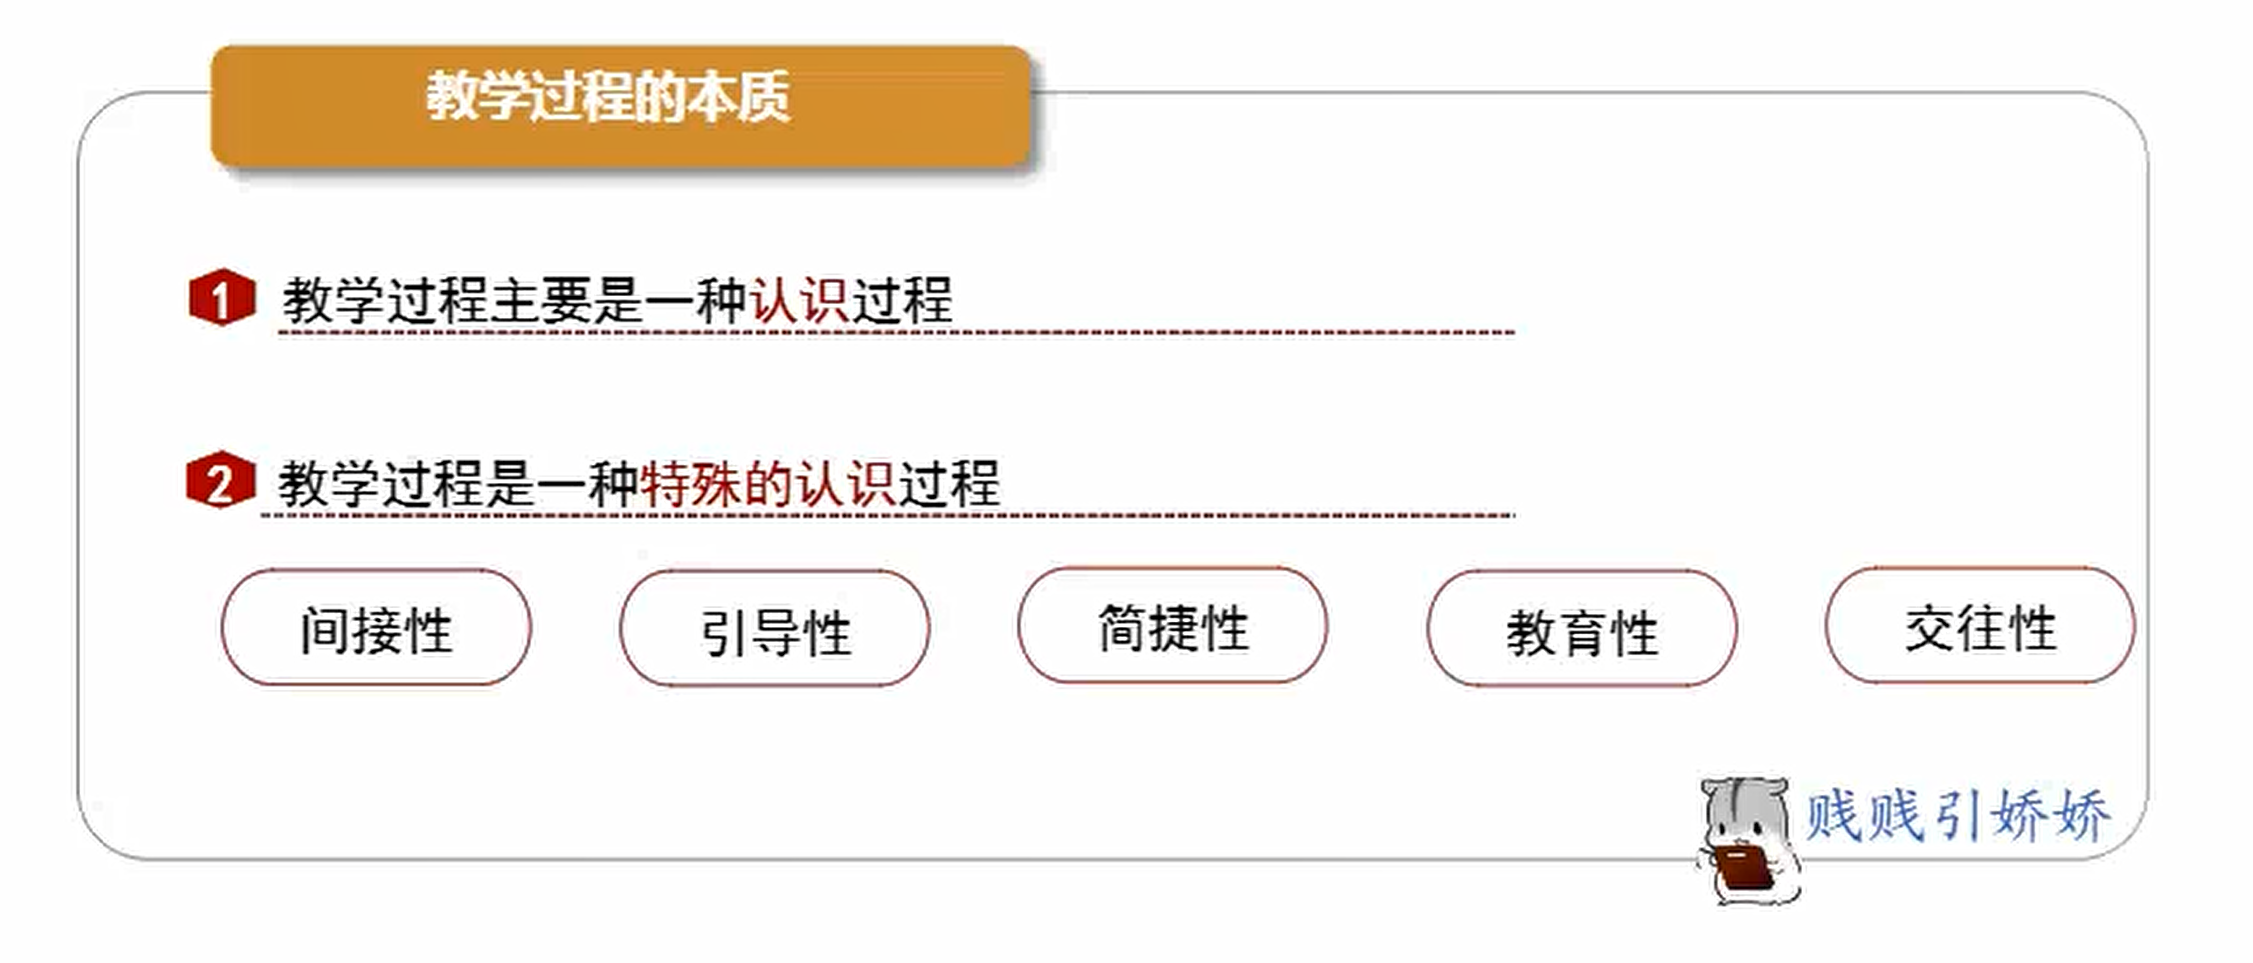 教学过程的本质
1 教学过程主要是一种认识过程
2 教学过程是一种特殊的认识过程
间接性 引导性 简捷性 教育性 交往性
贱贱引娇娇